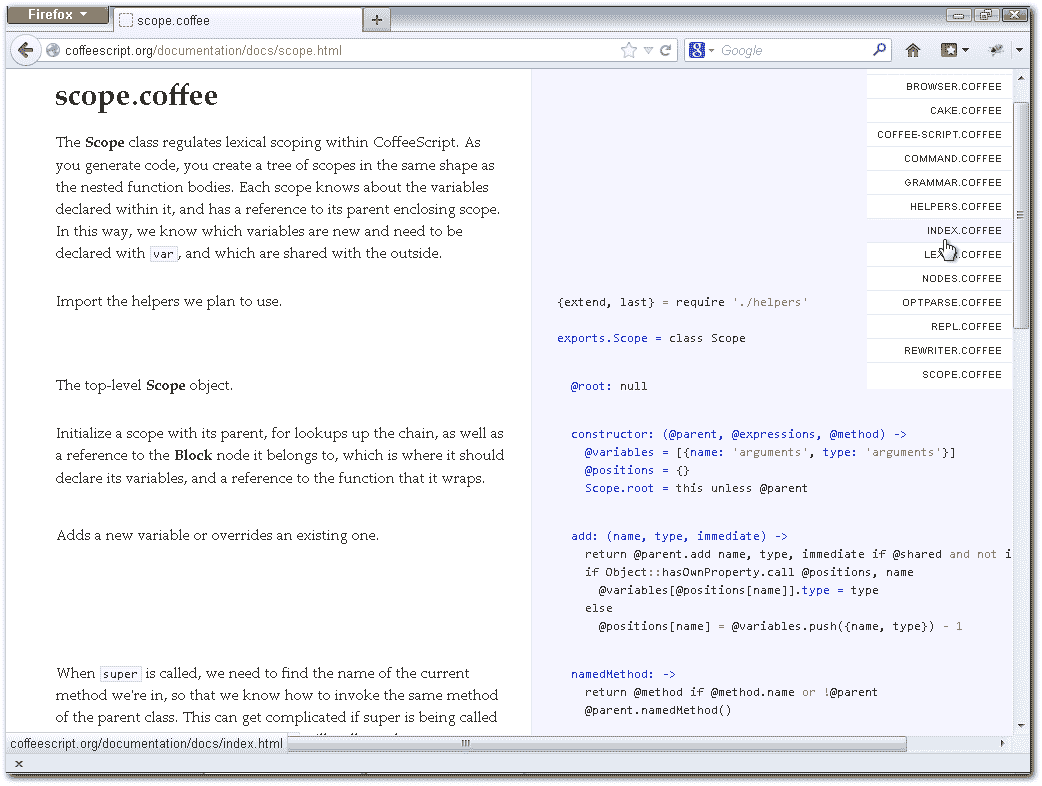 Firefox
scope.coffee
coffeescript.org/documentation/docs/scope.html
Google
scope.coffee
The Scope class regulates lexical scoping within CoffeeScript. As
you generate code, you create a tree of scopes in the same shape as
the nested function bodies. Each scope knows about the variables
declared within it, and has a reference to its parent enclosing scope.
In this way, we know which variables are new and need to be
declared with var, and which are shared with the outside.
Import the helpers we plan to use.
The top-level Scope object.
Initialize a scope with its parent, for lookups up the chain, as well as
a reference to the Block node it belongs to, which is where it should
declare its variables, and a reference to the function that it wraps.
Adds a new variable or overrides an existing one.
When super is called, we need to find the name of the current
method we're in, so that we know how to invoke the same method
of the parent class. This can get complicated if super is being called
{extend, last} = require './helpers'
exports.Scope = class Scope
@root: null
constructor: (@parent, @expressions, @method) ->
@variables = [{name: 'arguments', type: 'arguments'}]
@positions = {}
Scope.root = this unless @parent
add: (name, type, immediate) ->
return @parent.add name, type, immediate if @shared and not i
if Object::hasOwnProperty.call @positions, name
@variables[@positions[name]].type = type
else
@positions[name] = @variables.push({name, type}) - 1
namedMethod: ->
return @method if @method.name or !@parent
@parent.namedMethod()
BROWSER.COFFEE
CAKE.COFFEE
COFFEE-SCRIPT.COFFEE
COMMAND.COFFEE
GRAMMAR.COFFEE
HELPERS.COFFEE
INDEX.COFFEE
NODES.COFFEE
OPTPARSE.COFFEE
REPL.COFFEE
REWRITER.COFFEE
SCOPE.COFFEE
coffeescript.org/documentation/docs/index.html